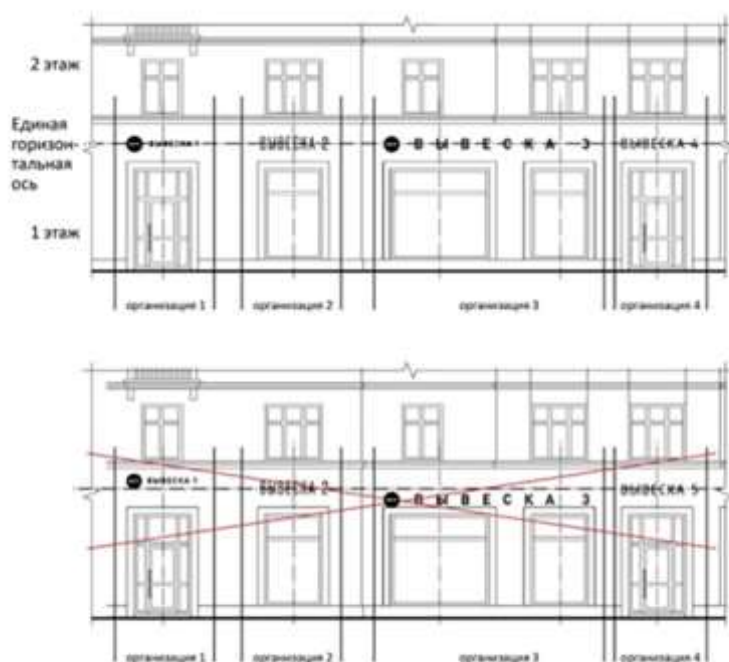 2 этаж
Единая
горизон-
тальная
ось
ВЫВЕСКА 1
ВЫВЕСКА 2
ВЫВЕСКА 3
ВЫВЕСКА 4
1 этаж
организация 1
организация 2
организация 3
организация 4
ВЫВЕСКА 1
ВЫВЕСКА 2
ВЫВЕСКА 3
ВЫВЕСКА 5
организация 1
организация 2
организация 3
организация 4